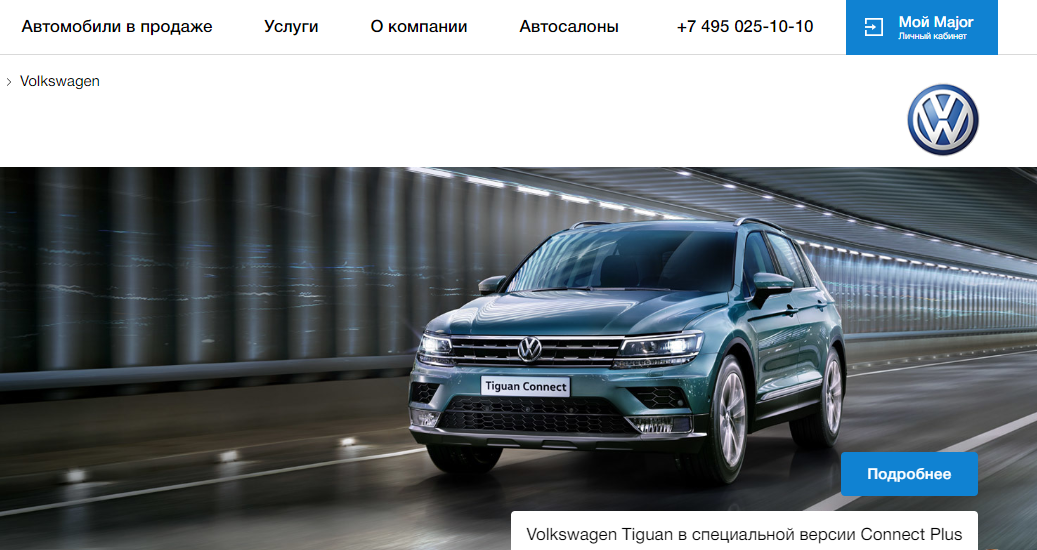 Автомобили в продаже Услуги О компании Автосалоны +7 495 025-10-10 Мой Major
Личный кабинет
Volkswagen
Tiguan Connect
Подробнее
Volkswagen Tiguan в специальной версии Connect Plus